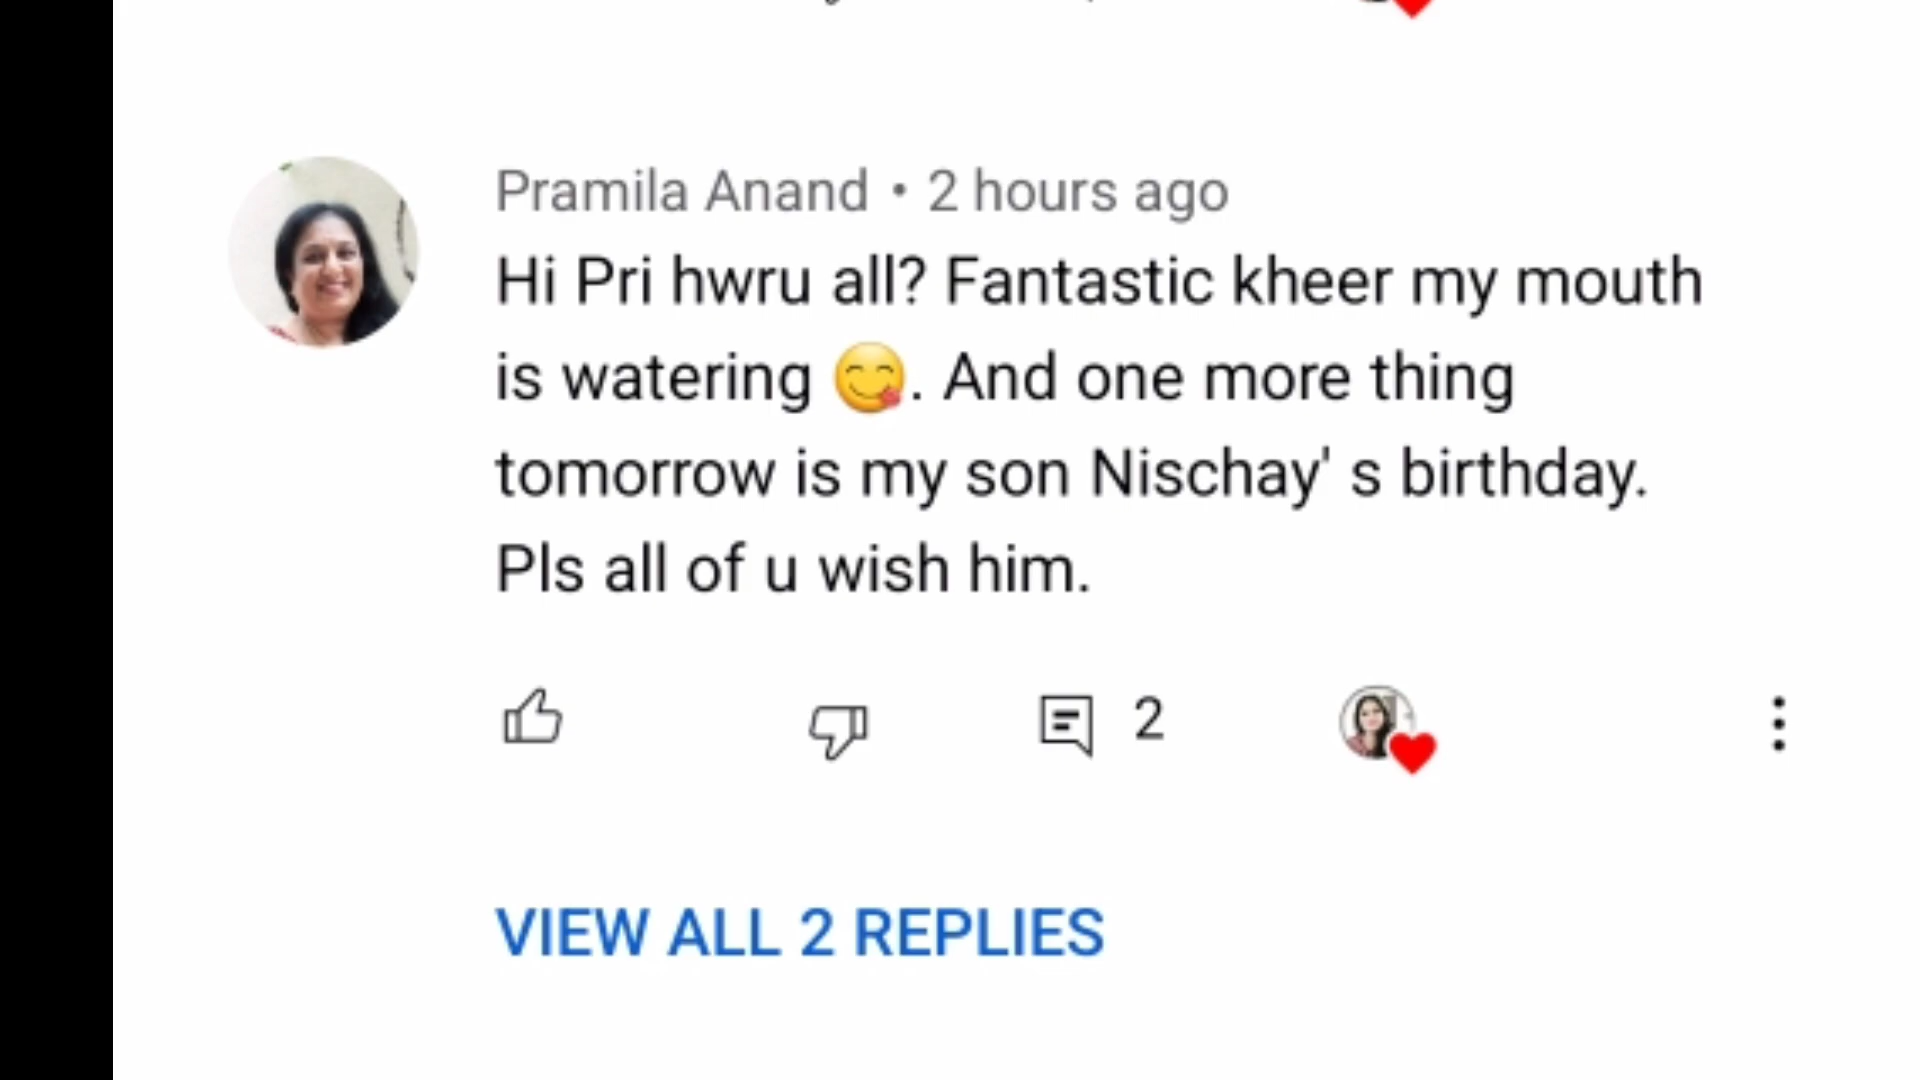 Pramila Anand • 2 hours ago
Hi Pri hwru all? Fantastic kheer my mouth
is watering 😋. And one more thing
tomorrow is my son Nischay' s birthday.
Pls all of u wish him.
2
VIEW ALL 2 REPLIES